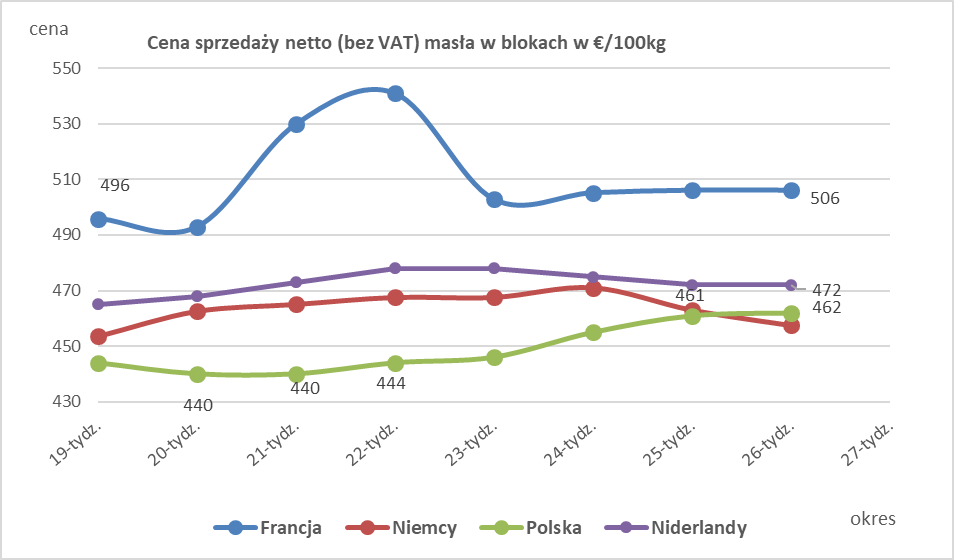 cena
Cena sprzedaży netto (bez VAT) masła w blokach w €/100kg
550
530
510
490
470
450
430
496
506
461
472
462
440
440
444
19-tydz.
20-tydz.
21-tydz.
22-tydz.
23-tydz.
24-tydz.
25-tydz.
26-tydz.
27-tydz.
okres
Francja Niemcy Polska Niderlandy